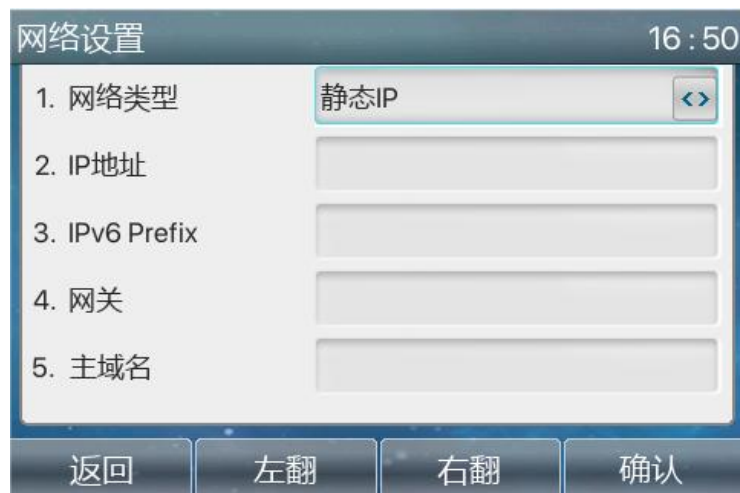 网络设置 16:50
1. 网络类型 静态IP
2. IP地址
3. IPv6 Prefix
4. 网关
5. 主域名
返回 左翻 右翻 确认